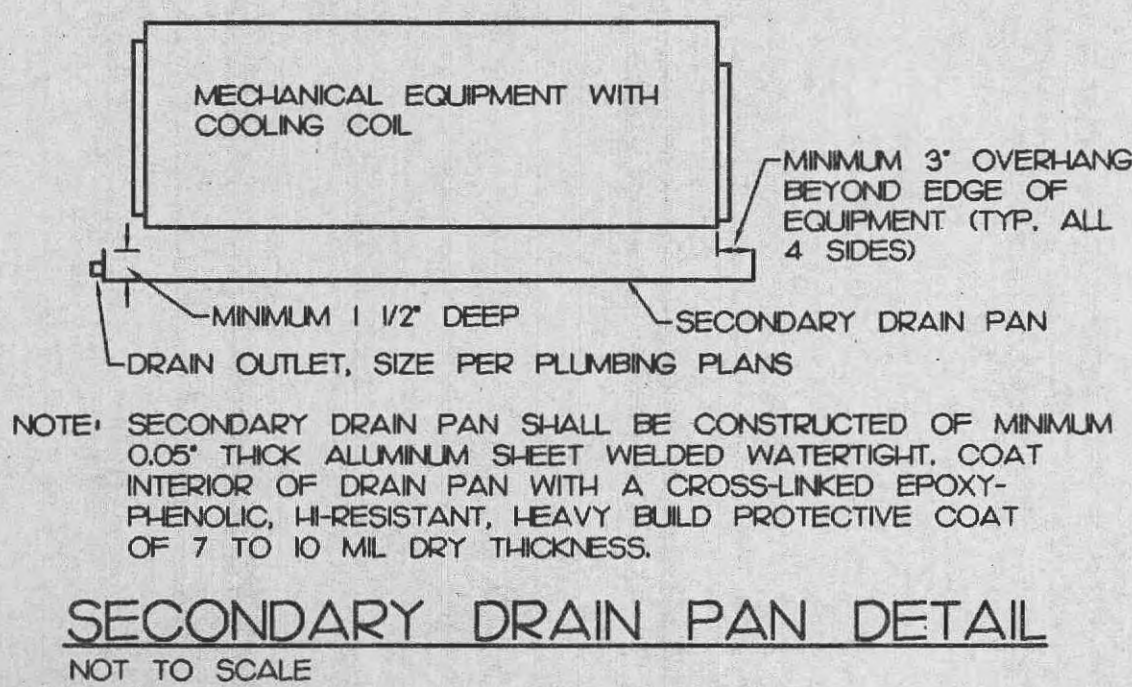 MECHANICAL EQUIPMENT WITH
COOLING COIL
MINIMUM 3" OVERHANG
BEYOND EDGE OF
EQUIPMENT (TYP. ALL
4 SIDES)
MINIMUM 1 1/2" DEEP
SECONDARY DRAIN PAN
DRAIN OUTLET, SIZE PER PLUMBING PLANS
NOTE: SECONDARY DRAIN PAN SHALL BE CONSTRUCTED OF MINIMUM
0.05" THICK ALUMINUM SHEET WELDED WATERTIGHT. COAT
INTERIOR OF DRAIN PAN WITH A CROSS-LINKED EPOXY-
PHENOLIC, HI-RESISTANT, HEAVY BUILD PROTECTIVE COAT
OF 7 TO 10 MIL DRY THICKNESS.
SECONDARY DRAIN PAN DETAIL
NOT TO SCALE